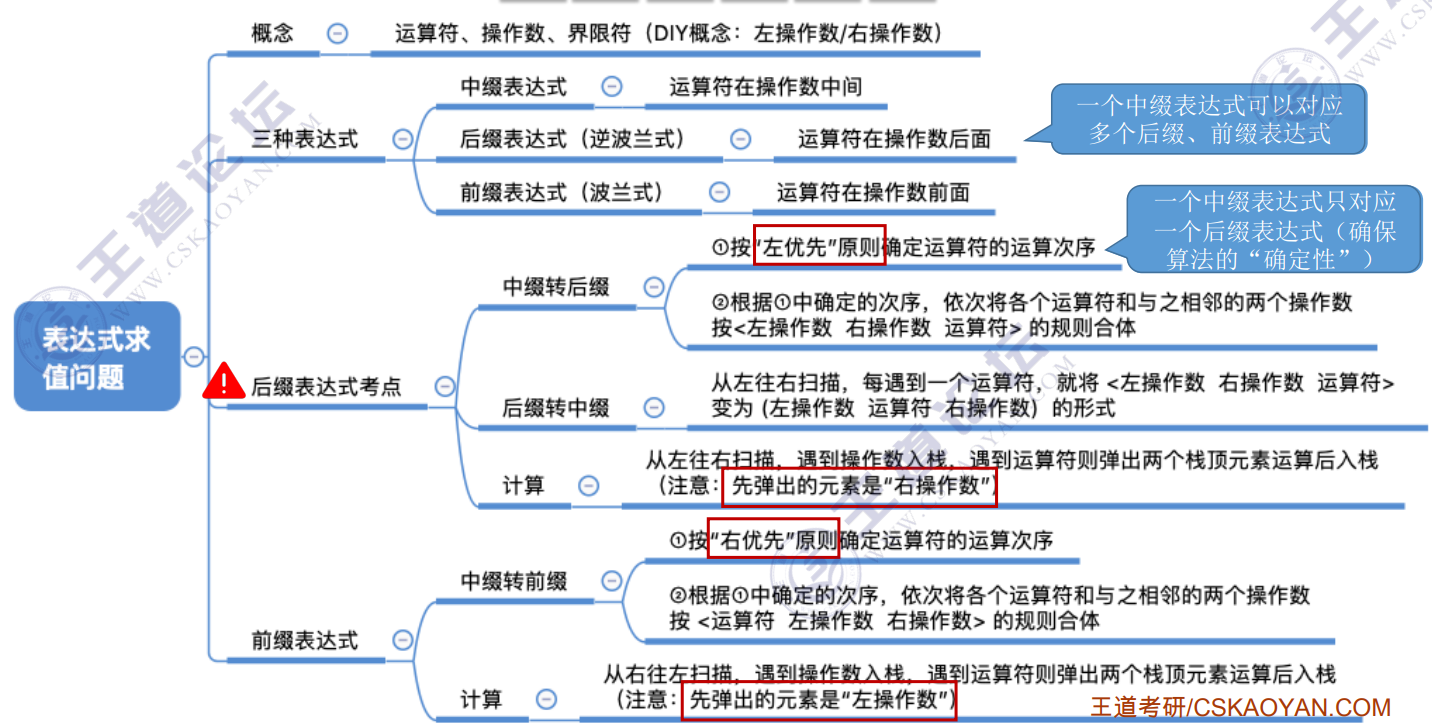 表达式求
值问题
概念
运算符、操作数、界限符（DIY概念：左操作数/右操作数）
三种表达式
中缀表达式
运算符在操作数中间
后缀表达式（逆波兰式）
运算符在操作数后面
前缀表达式（波兰式）
运算符在操作数前面
一个中缀表达式可以对应
多个后缀、前缀表达式
后缀表达式考点
中缀转后缀
①按“左优先”原则确定运算符的运算次序
一个中缀表达式只对应
一个后缀表达式（确保
算法的“确定性”）
②根据①中确定的次序，依次将各个运算符和与之相邻的两个操作数
按<左操作数 右操作数 运算符> 的规则合体
后缀转中缀
从左往右扫描，每遇到一个运算符，就将 <左操作数 右操作数 运算符>
变为 (左操作数 运算符 右操作数) 的形式
计算
从左往右扫描，遇到操作数入栈，遇到运算符则弹出两个栈顶元素运算后入栈
（注意：先弹出的元素是“右操作数”）
前缀表达式
中缀转前缀
①按“右优先”原则确定运算符的运算次序
②根据①中确定的次序，依次将各个运算符和与之相邻的两个操作数
按 <运算符 左操作数 右操作数> 的规则合体
计算
从右往左扫描，遇到操作数入栈，遇到运算符则弹出两个栈顶元素运算后入栈
（注意：先弹出的元素是“左操作数”）
王道考研/CSKAOYAN.COM
王道论坛
WWW.CSKAOYAN.COM
王道论坛
WWW.CSKAOYAN.COM
王道
WWW.CS